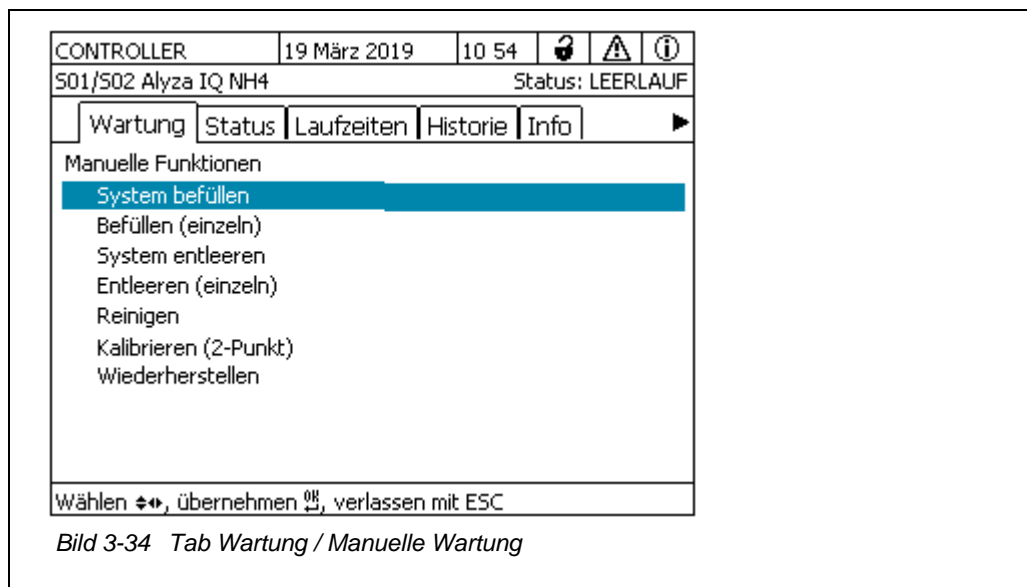 CONTROLLER 19 März 2019 10 54
S01/S02 Alyza IQ NH4 Status: LEERLAUF
Wartung Status Laufzeiten Historie Info
Manuelle Funktionen
System befüllen
Befüllen (einzeln)
System entleeren
Entleeren (einzeln)
Reinigen
Kalibrieren (2-Punkt)
Wiederherstellen
Wählen, übernehmen OK, verlassen mit ESC
Bild 3-34 Tab Wartung / Manuelle Wartung